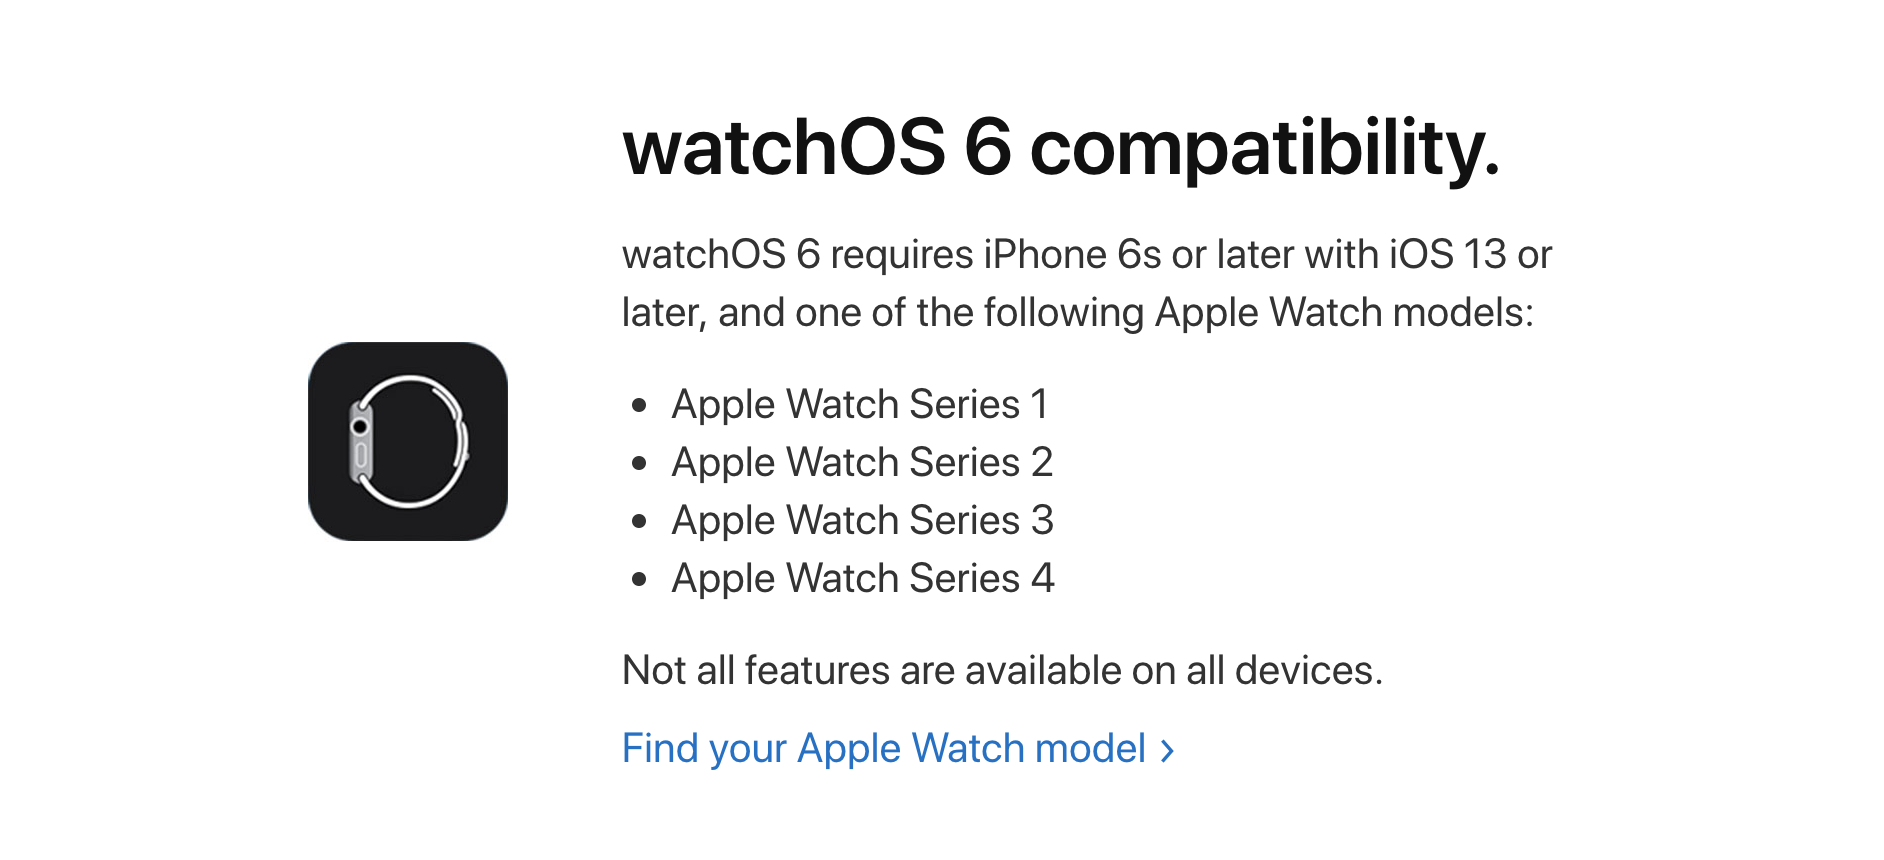 watchOS 6 compatibility.
watchOS 6 requires iPhone 6s or later with iOS 13 or
later, and one of the following Apple Watch models:
• Apple Watch Series 1
• Apple Watch Series 2
• Apple Watch Series 3
• Apple Watch Series 4
Not all features are available on all devices.
Find your Apple Watch model ›